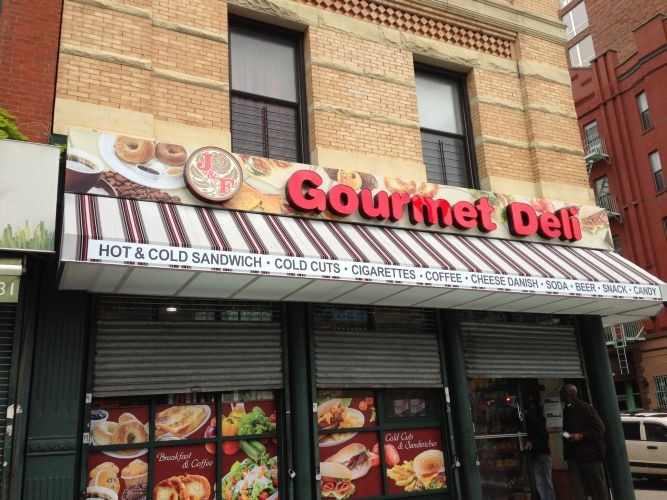 J F
Gourmet Deli
HOT & COLD SANDWICH · COLD CUTS · CIGARETTES · COFFEE · CHEESE DANISH · SODA · BEER · SNACK · CANDY
31
Breakfast
& Coffee
Cold Cuts
& Sandwiches